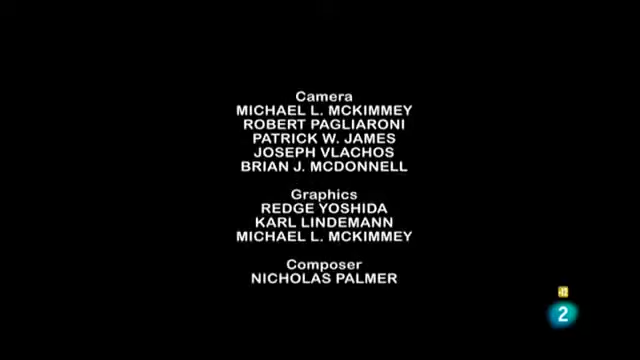 Camera
MICHAEL L. MCKIMMEY
ROBERT PAGLIARONI
PATRICK W. JAMES
JOSEPH VLACHOS
BRIAN J. MCDONNELL
Graphics
REDGE YOSHIDA
KARL LINDEMANN
MICHAEL L. MCKIMMEY
Composer
NICHOLAS PALMER
+12
2